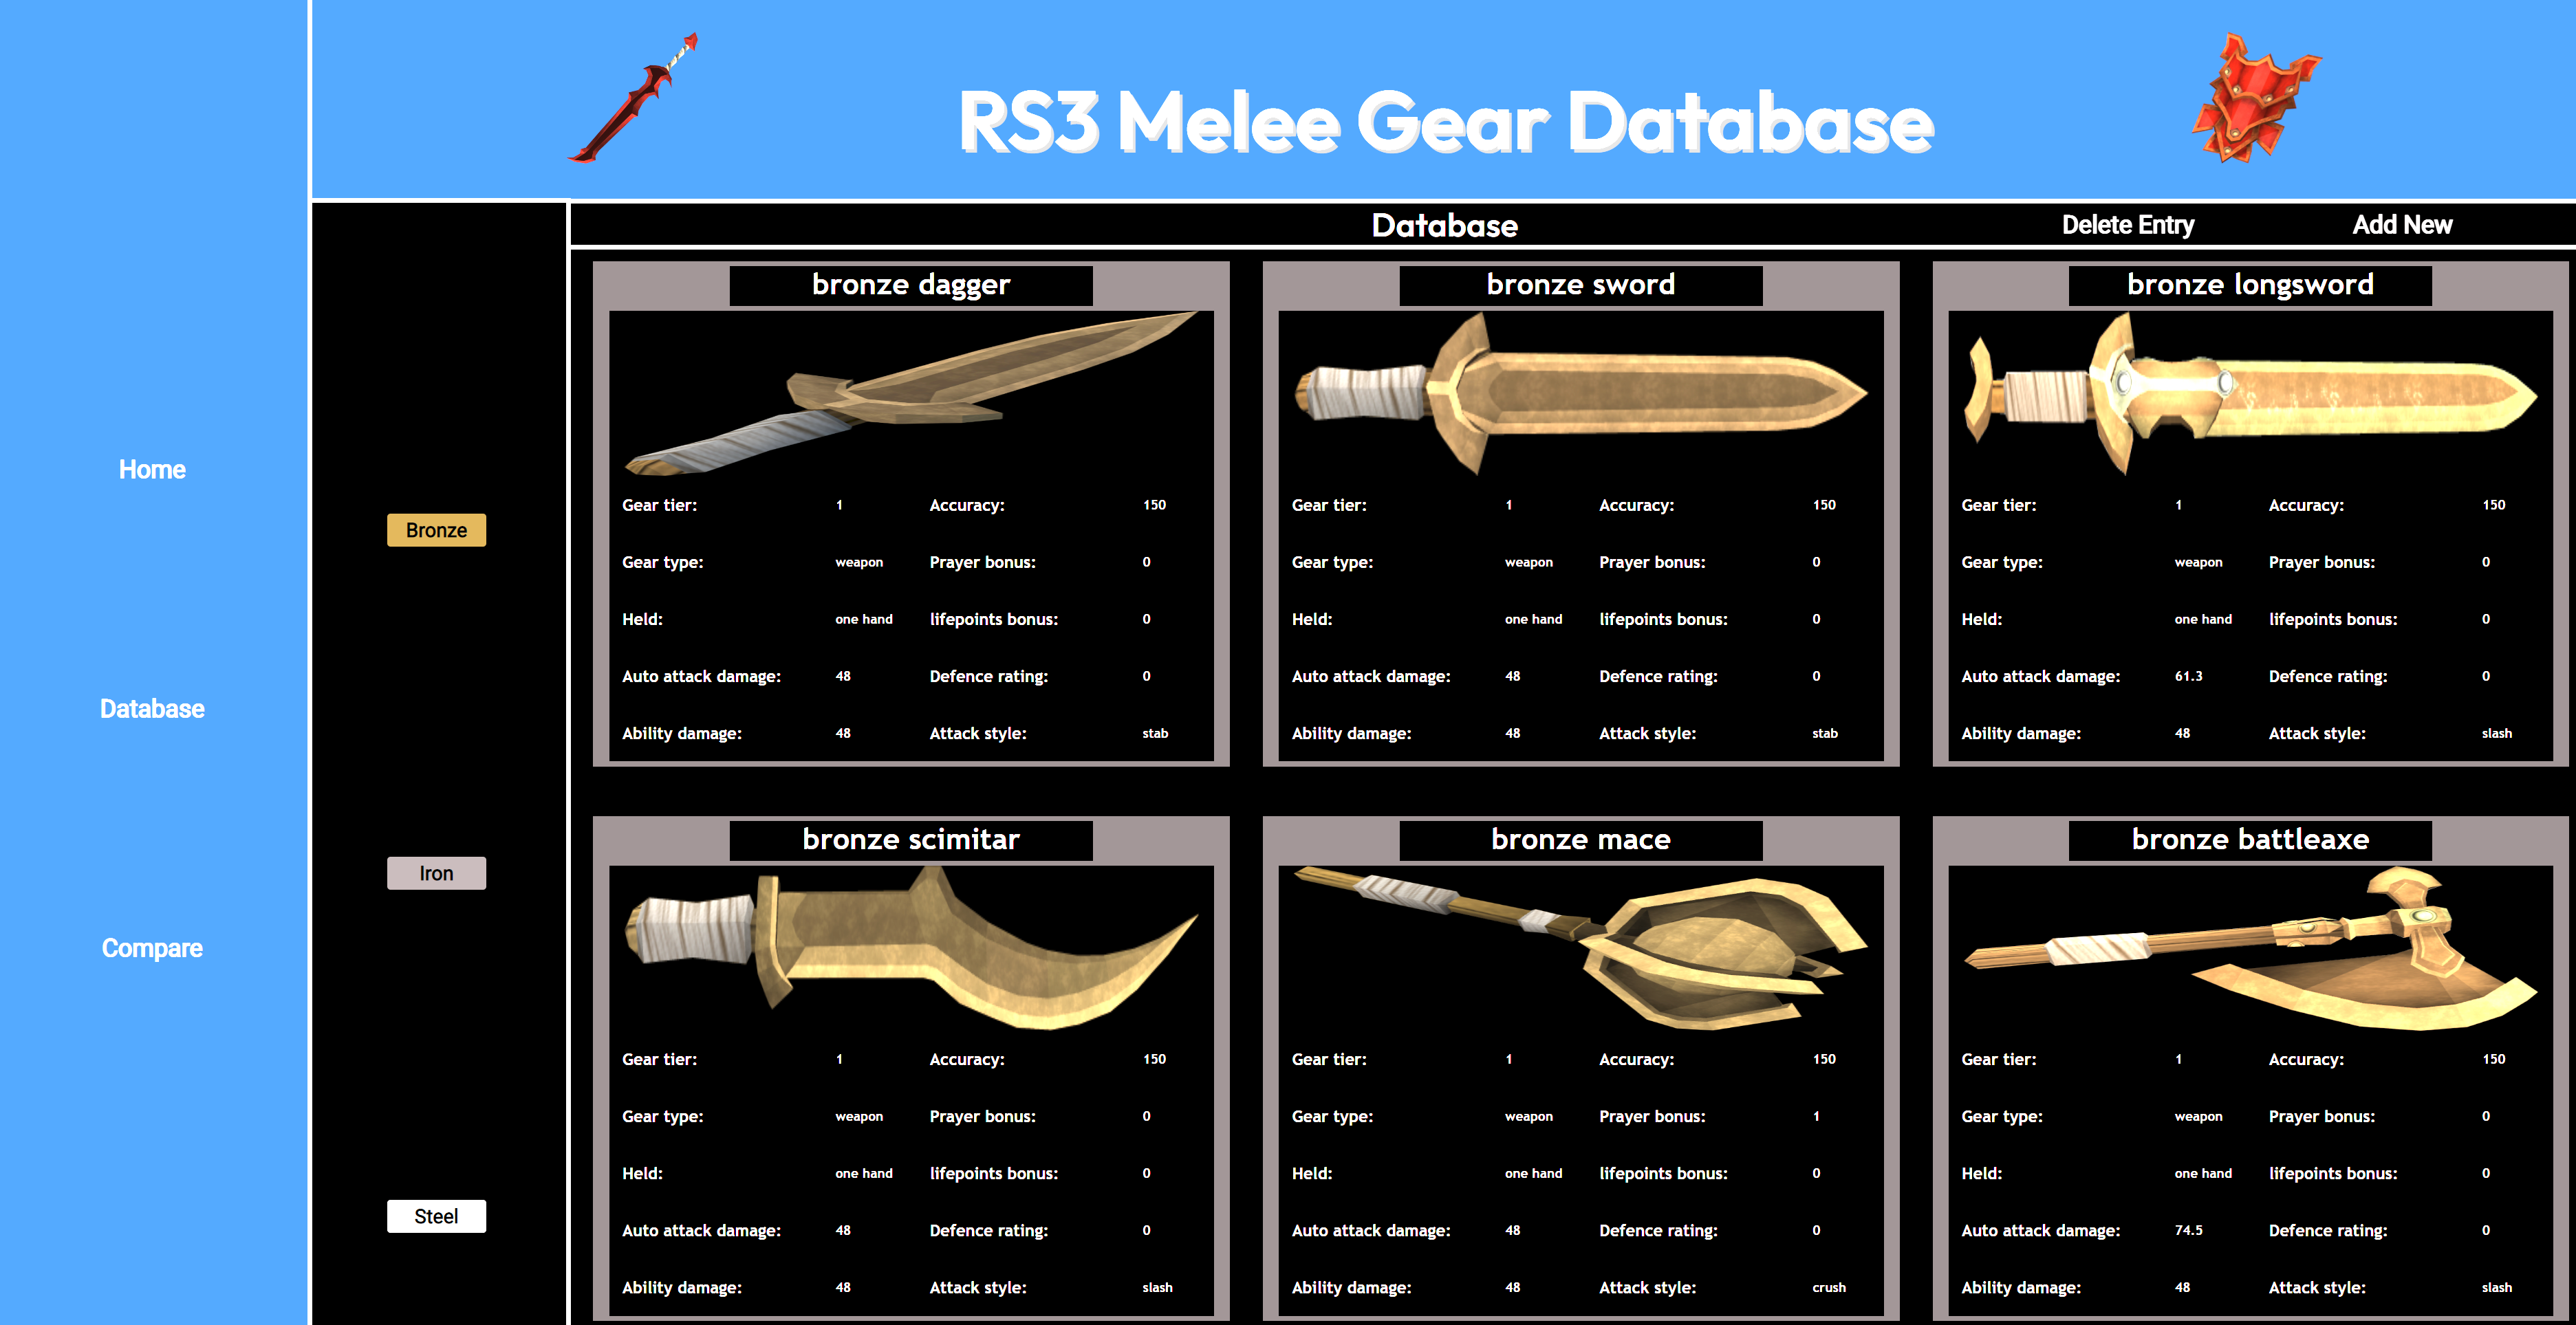 RS3 Melee Gear Database
Home
Database
Compare
Bronze
Iron
Steel
Database
Delete Entry
Add New
bronze dagger
Gear tier: 1 Accuracy: 150
Gear type: weapon Prayer bonus: 0
Held: one hand lifepoints bonus: 0
Auto attack damage: 48 Defence rating: 0
Ability damage: 48 Attack style: stab
bronze sword
Gear tier: 1 Accuracy: 150
Gear type: weapon Prayer bonus: 0
Held: one hand lifepoints bonus: 0
Auto attack damage: 48 Defence rating: 0
Ability damage: 48 Attack style: stab
bronze longsword
Gear tier: 1 Accuracy: 150
Gear type: weapon Prayer bonus: 0
Held: one hand lifepoints bonus: 0
Auto attack damage: 61.3 Defence rating: 0
Ability damage: 48 Attack style: slash
bronze scimitar
Gear tier: 1 Accuracy: 150
Gear type: weapon Prayer bonus: 0
Held: one hand lifepoints bonus: 0
Auto attack damage: 48 Defence rating: 0
Ability damage: 48 Attack style: slash
bronze mace
Gear tier: 1 Accuracy: 150
Gear type: weapon Prayer bonus: 1
Held: one hand lifepoints bonus: 0
Auto attack damage: 48 Defence rating: 0
Ability damage: 48 Attack style: crush
bronze battleaxe
Gear tier: 1 Accuracy: 150
Gear type: weapon Prayer bonus: 0
Held: one hand lifepoints bonus: 0
Auto attack damage: 74.5 Defence rating: 0
Ability damage: 48 Attack style: slash